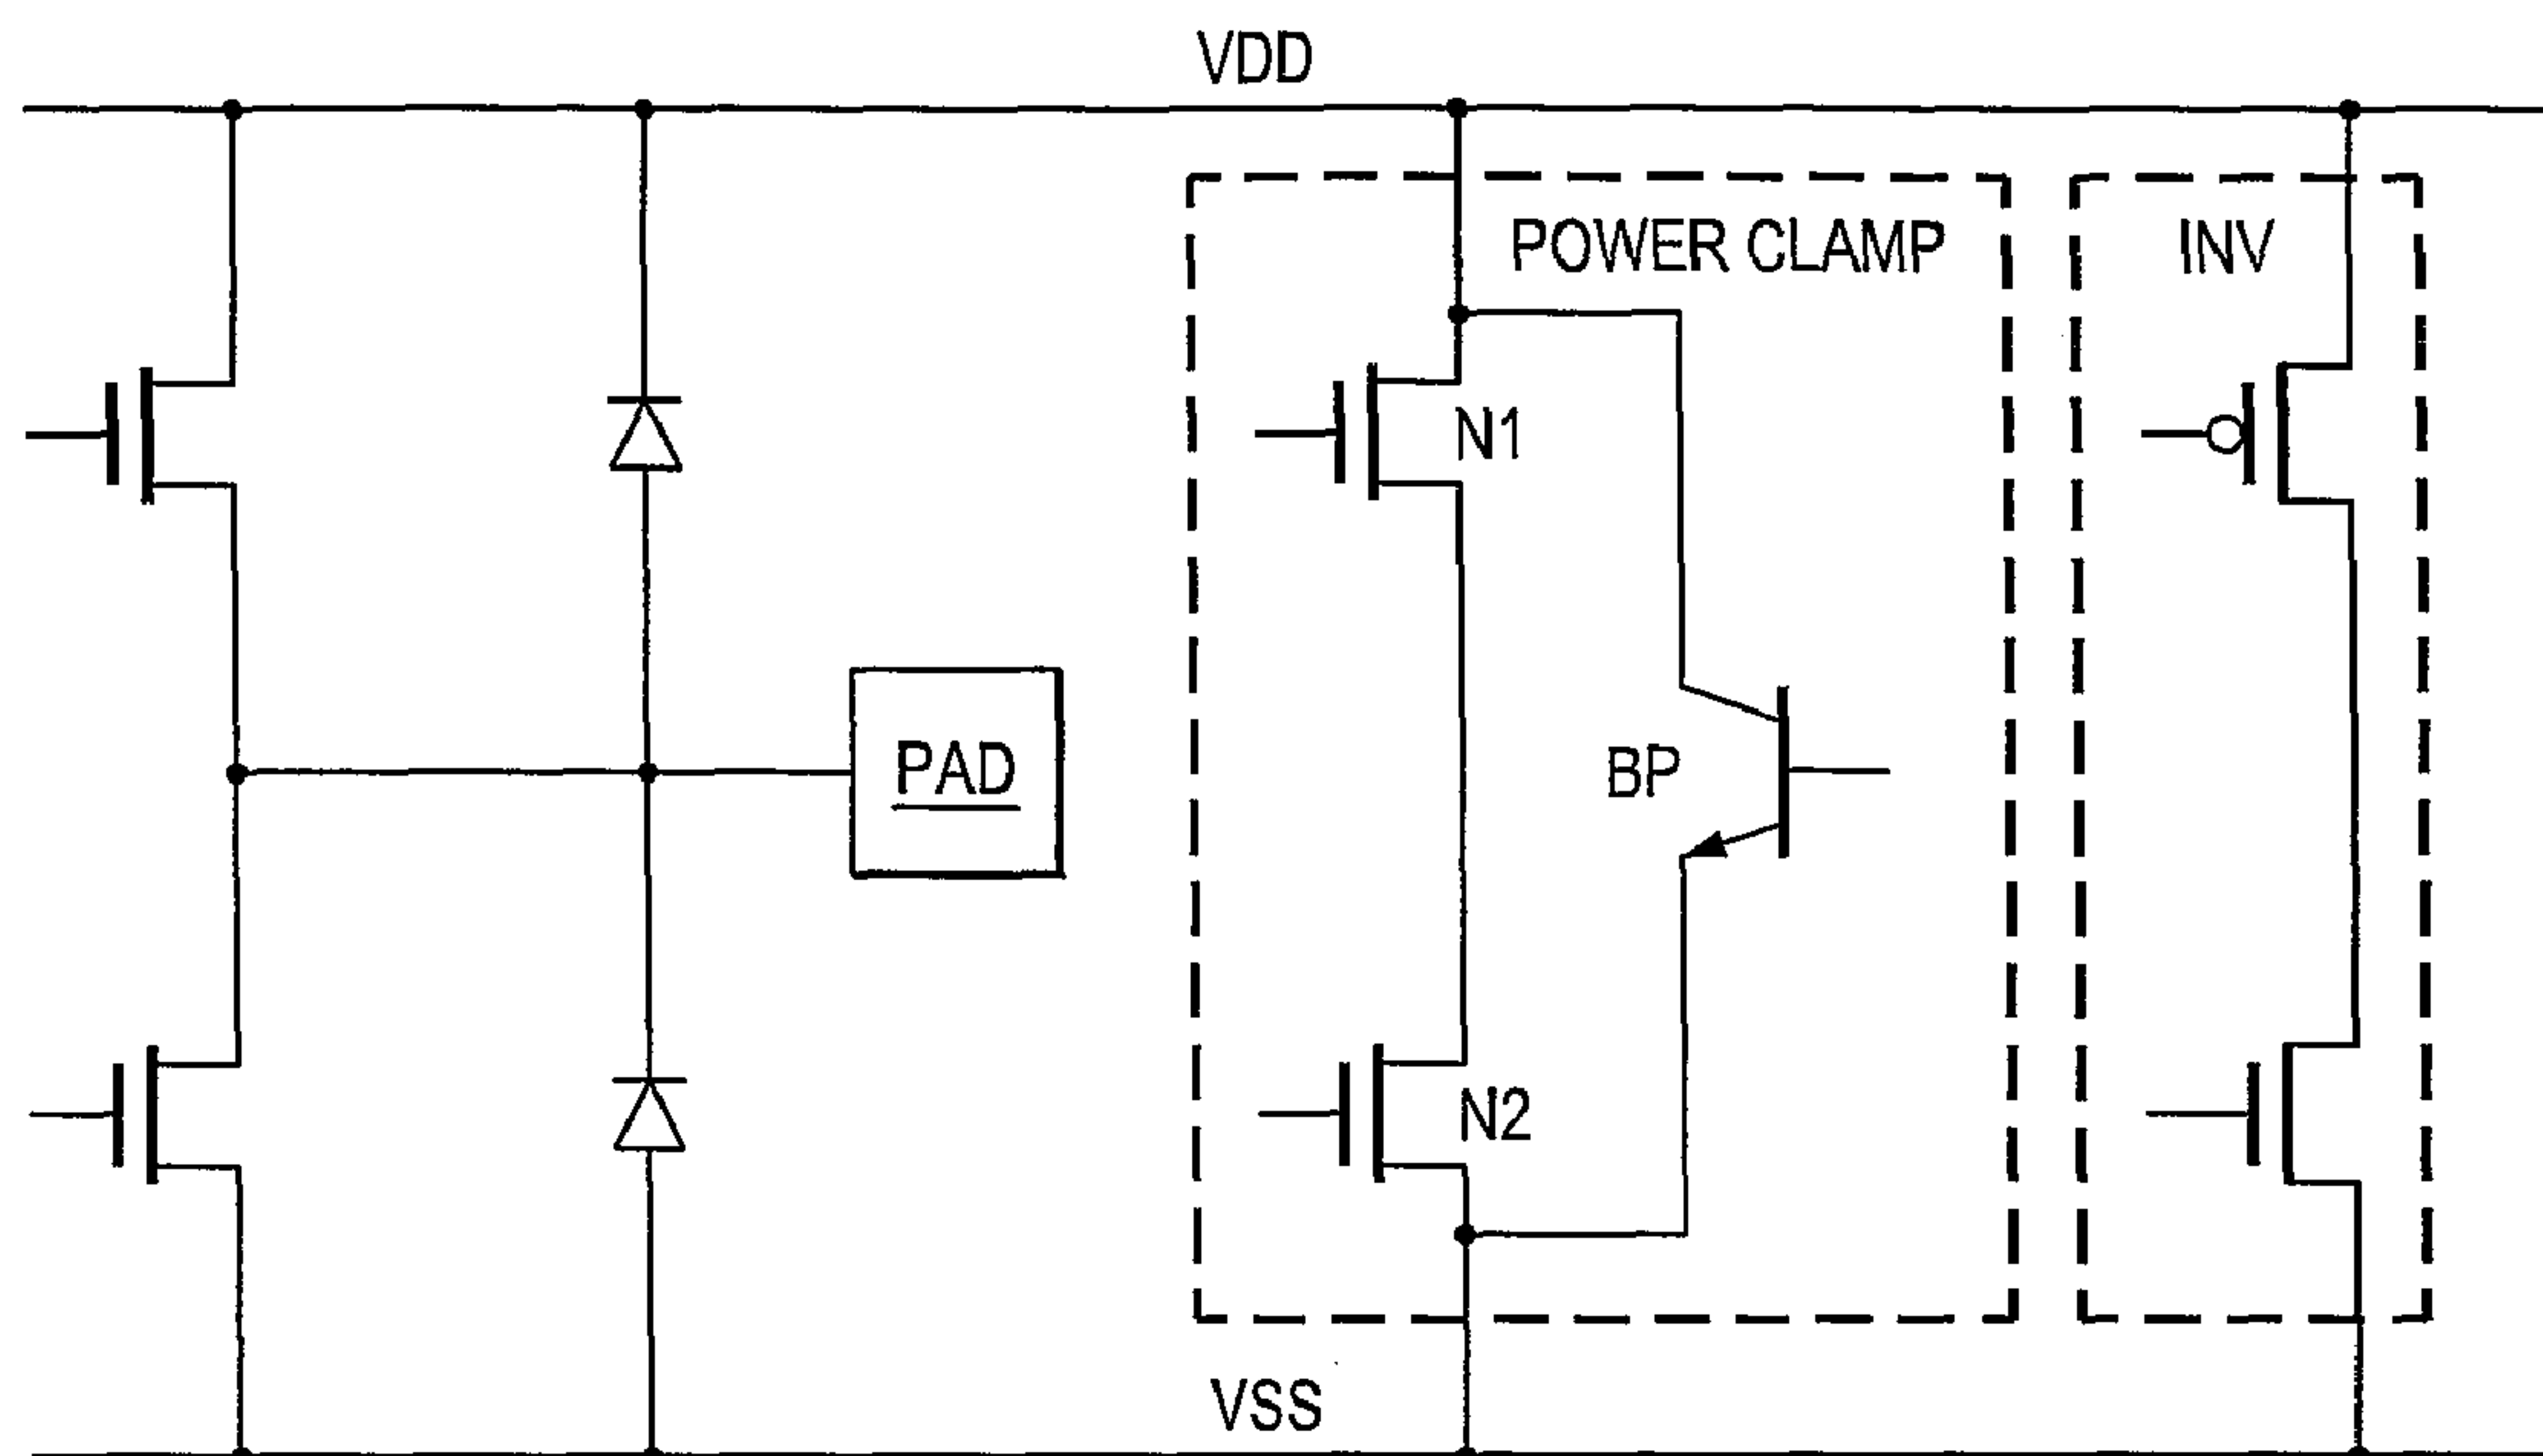 VDD
POWER CLAMP
INV
N1
PAD
BP
N2
VSS